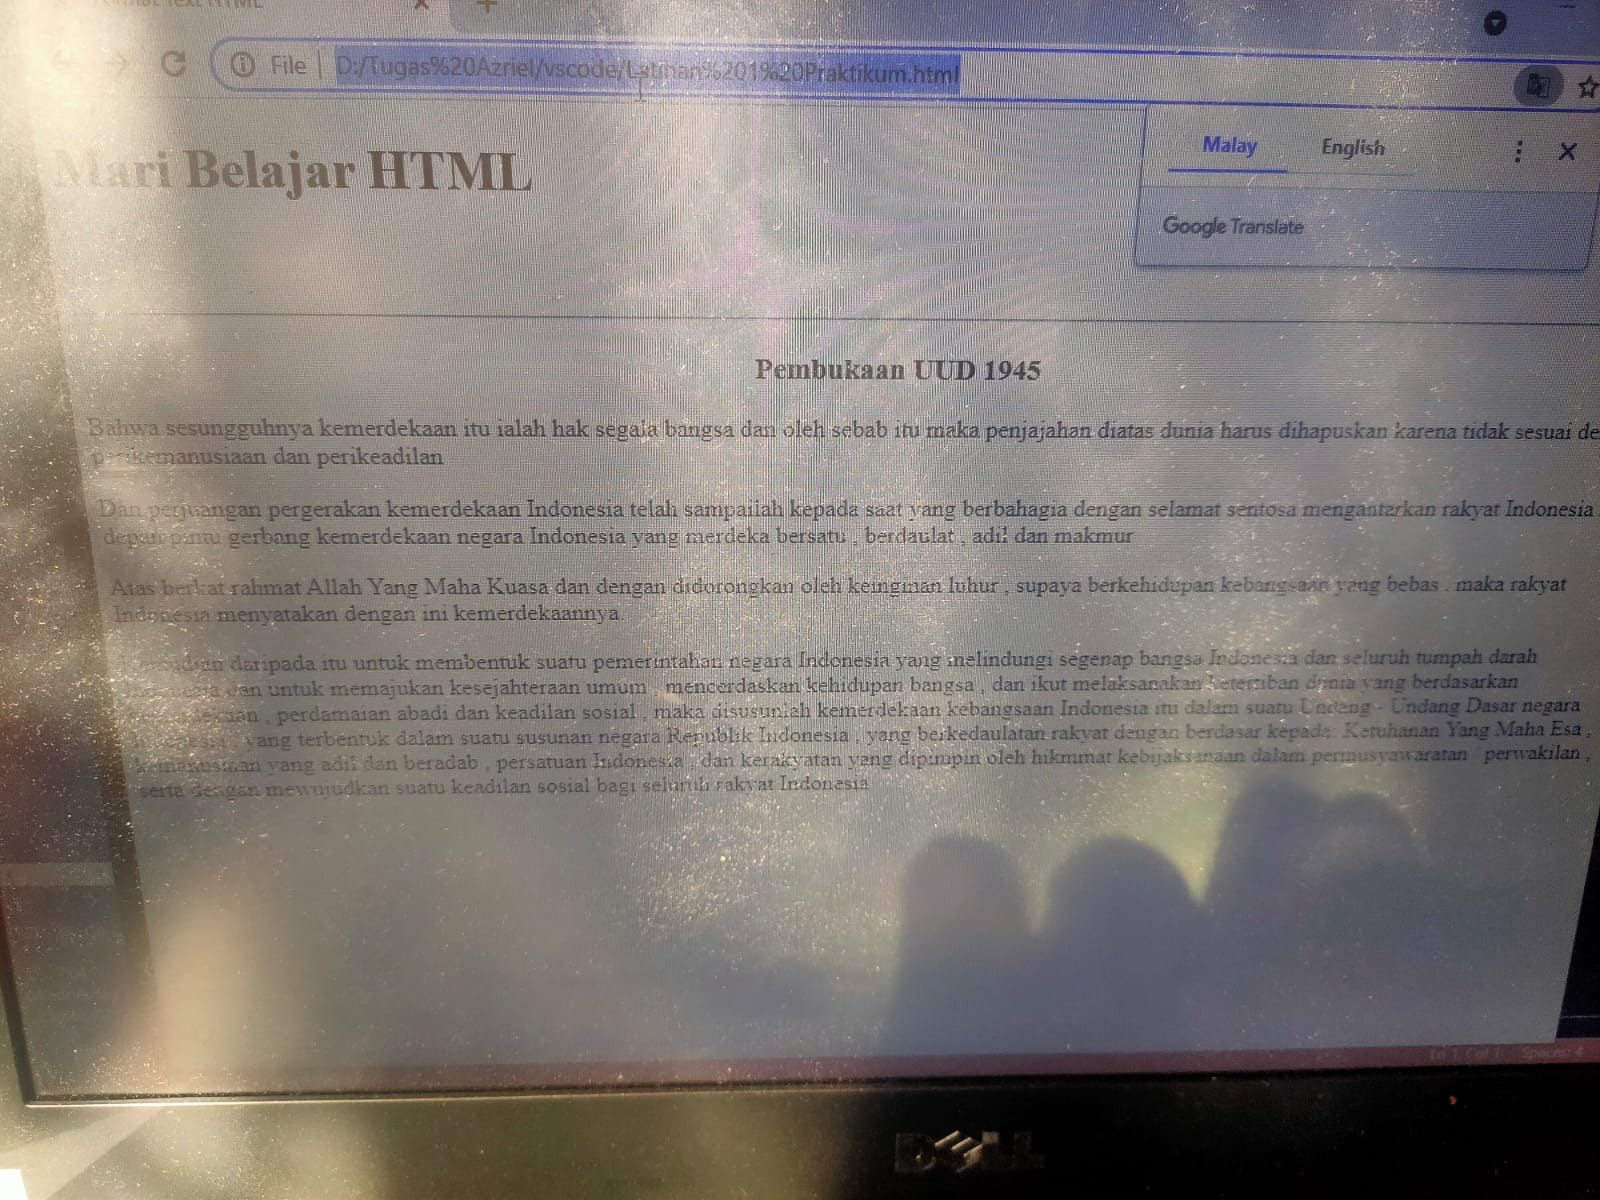 Text HTML
File | D:/Tugas%20Azriel/vscode/Latihan%201%20Praktikum.html
Malay English
Google Translate
Mari Belajar HTML
Pembukaan UUD 1945
Bahwa sesungguhnya kemerdekaan itu ialah hak segala bangsa dan oleh sebab itu maka penjajahan diatas dunia harus dihapuskan karena tidak sesuai de
perikemanusiaan dan perikeadilan
Dan perjuangan pergerakan kemerdekaan Indonesia telah sampailah kepada saat yang berbahagia dengan selamat sentosa mengantarkan rakyat Indonesia
depan pintu gerbang kemerdekaan negara Indonesia yang merdeka bersatu , berdaulat , adil dan makmur
Atas berkat rahmat Allah Yang Maha Kuasa dan dengan didorongkan oleh keinginan luhur , supaya berkehidupan kebangsaan yang bebas . maka rakyat
Indonesia menyatakan dengan ini kemerdekaannya.
Kemudian daripada itu untuk membentuk suatu pemerintahan negara Indonesia yang melindungi segenap bangsa Indonesia dan seluruh tumpah darah
Indonesia dan untuk memajukan kesejahteraan umum , mencerdaskan kehidupan bangsa , dan ikut melaksanakan ketertiban dunia yang berdasarkan
kemerdekaan , perdamaian abadi dan keadilan sosial , maka disusunlah kemerdekaan kebangsaan Indonesia itu dalam suatu Undang - Undang Dasar negara
Indonesia , yang terbentuk dalam suatu susunan negara Republik Indonesia , yang berkedaulatan rakyat dengan berdasar kepada: Ketuhanan Yang Maha Esa ,
kemanusiaan yang adil dan beradab , persatuan Indonesia , dan kerakyatan yang dipimpin oleh hikmmat kebijaksanaan dalam permusyawaratan perwakilan ,
serta dengan mewujudkan suatu keadilan sosial bagi seluruh rakyat Indonesia
Ln 1, Col 1 Spaces: 4
DELL